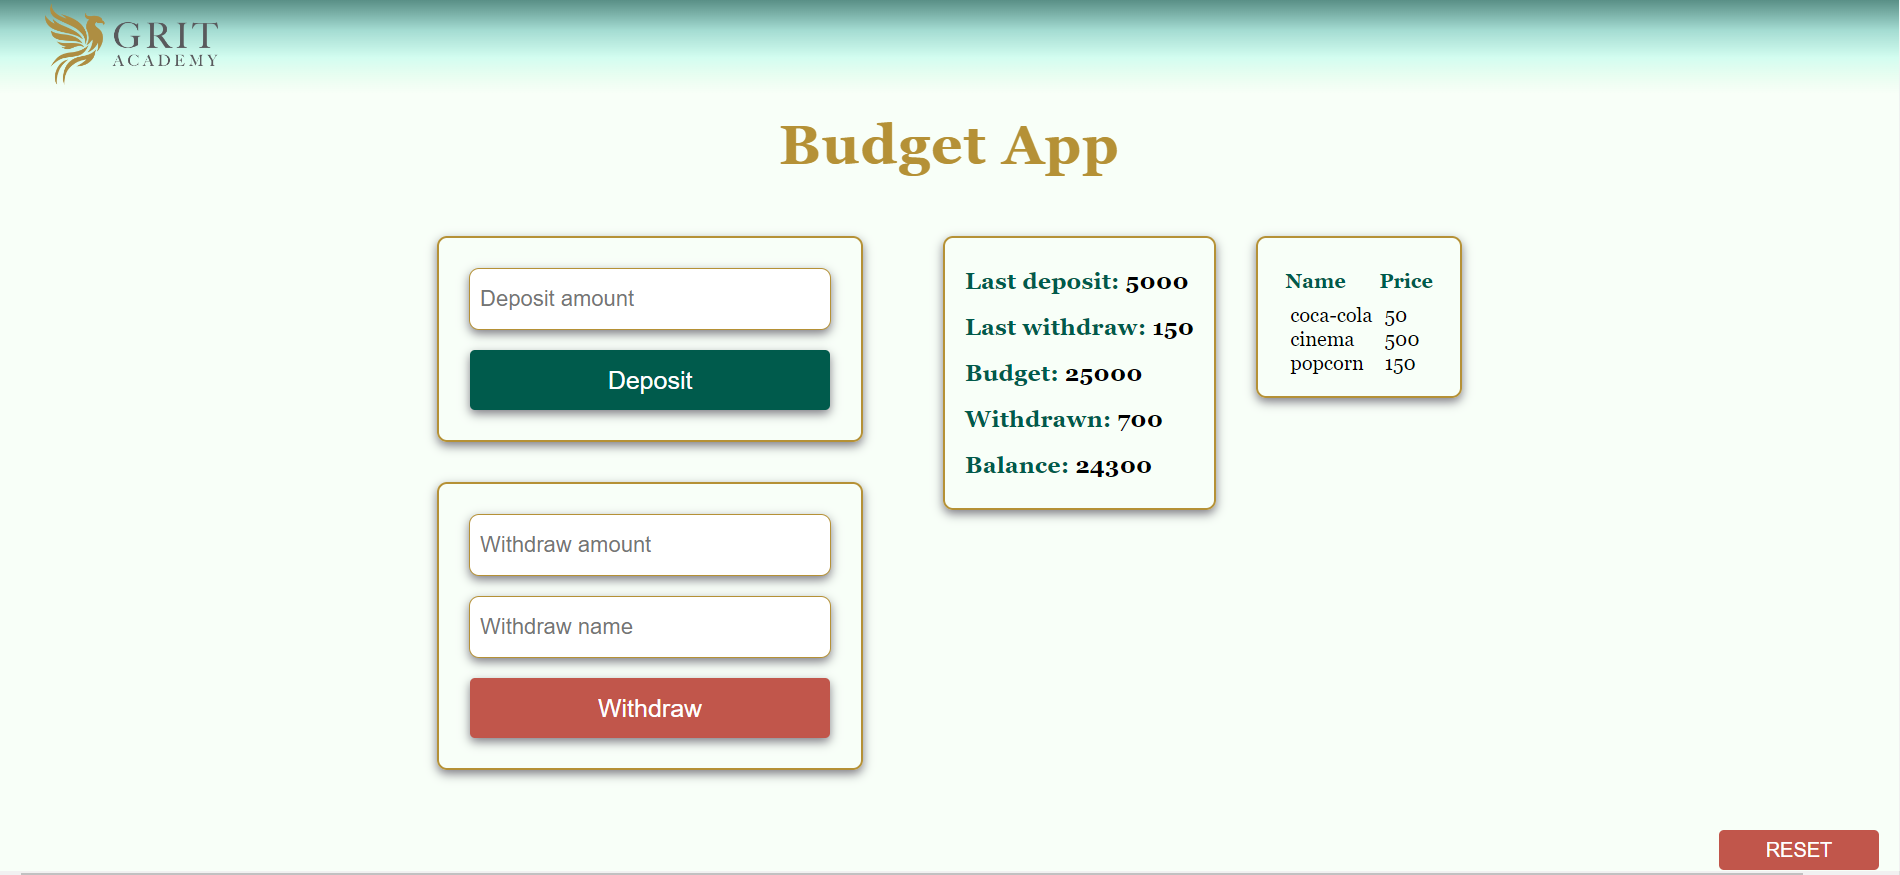 GRIT
ACADEMY
Budget App
Deposit amount
Deposit
Withdraw amount
Withdraw name
Withdraw
Last deposit: 5000
Last withdraw: 150
Budget: 25000
Withdrawn: 700
Balance: 24300
Name Price
coca-cola 50
cinema 500
popcorn 150
RESET